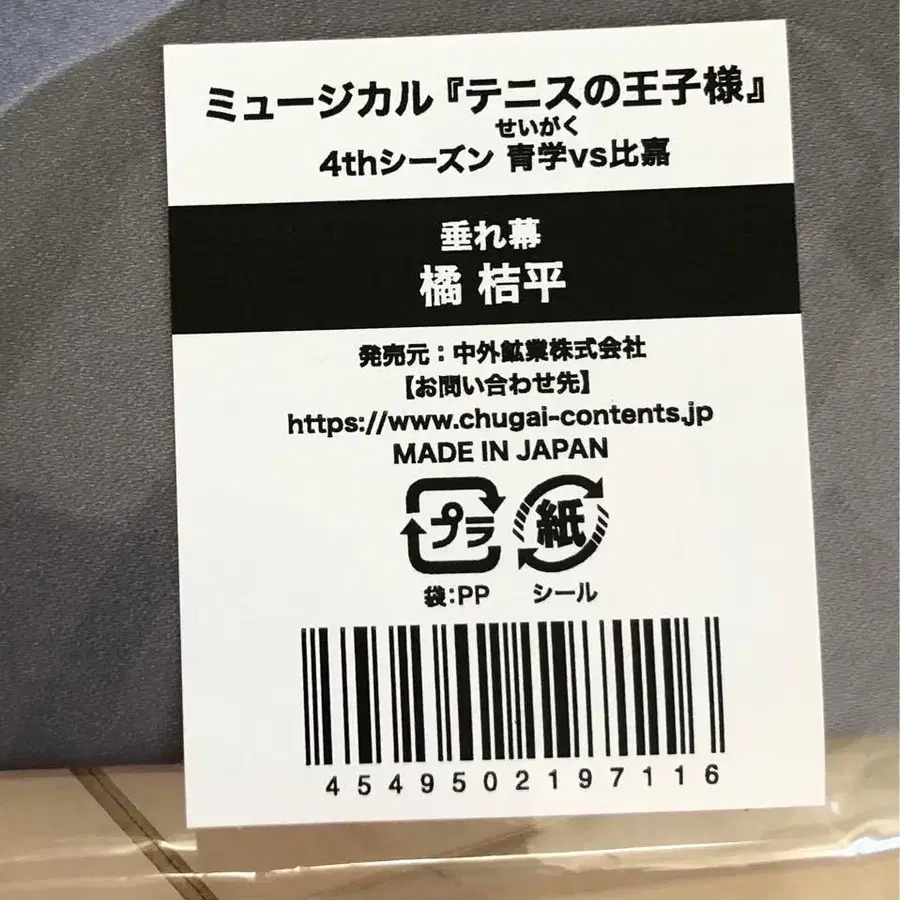 ミュージカル『テニスの王子様』
せいがく
4thシーズン 青学vs比嘉
垂れ幕
橘 桔平
発売元：中外鉱業株式会社
【お問い合わせ先】
https://www.chugai-contents.jp
MADE IN JAPAN
プラ 紙
袋:PP シール
4549502197116